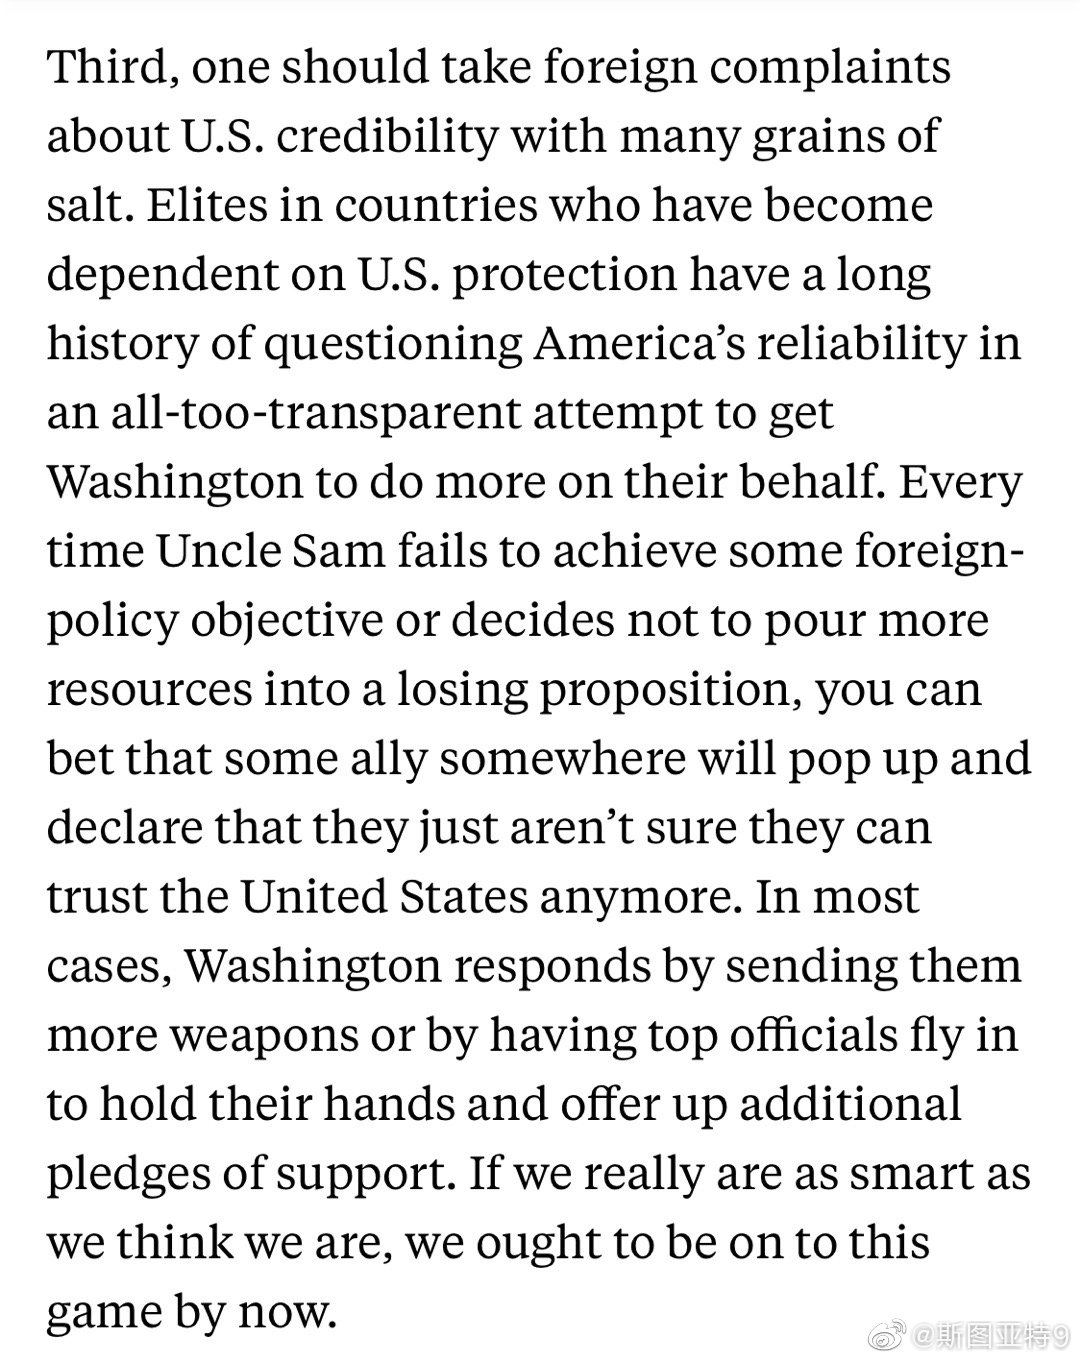 Third, one should take foreign complaints
about U.S. credibility with many grains of
salt. Elites in countries who have become
dependent on U.S. protection have a long
history of questioning America’s reliability in
an all-too-transparent attempt to get
Washington to do more on their behalf. Every
time Uncle Sam fails to achieve some foreign-
policy objective or decides not to pour more
resources into a losing proposition, you can
bet that some ally somewhere will pop up and
declare that they just aren’t sure they can
trust the United States anymore. In most
cases, Washington responds by sending them
more weapons or by having top officials fly in
to hold their hands and offer up additional
pledges of support. If we really are as smart as
we think we are, we ought to be on to this
game by now.
@斯图亚特9